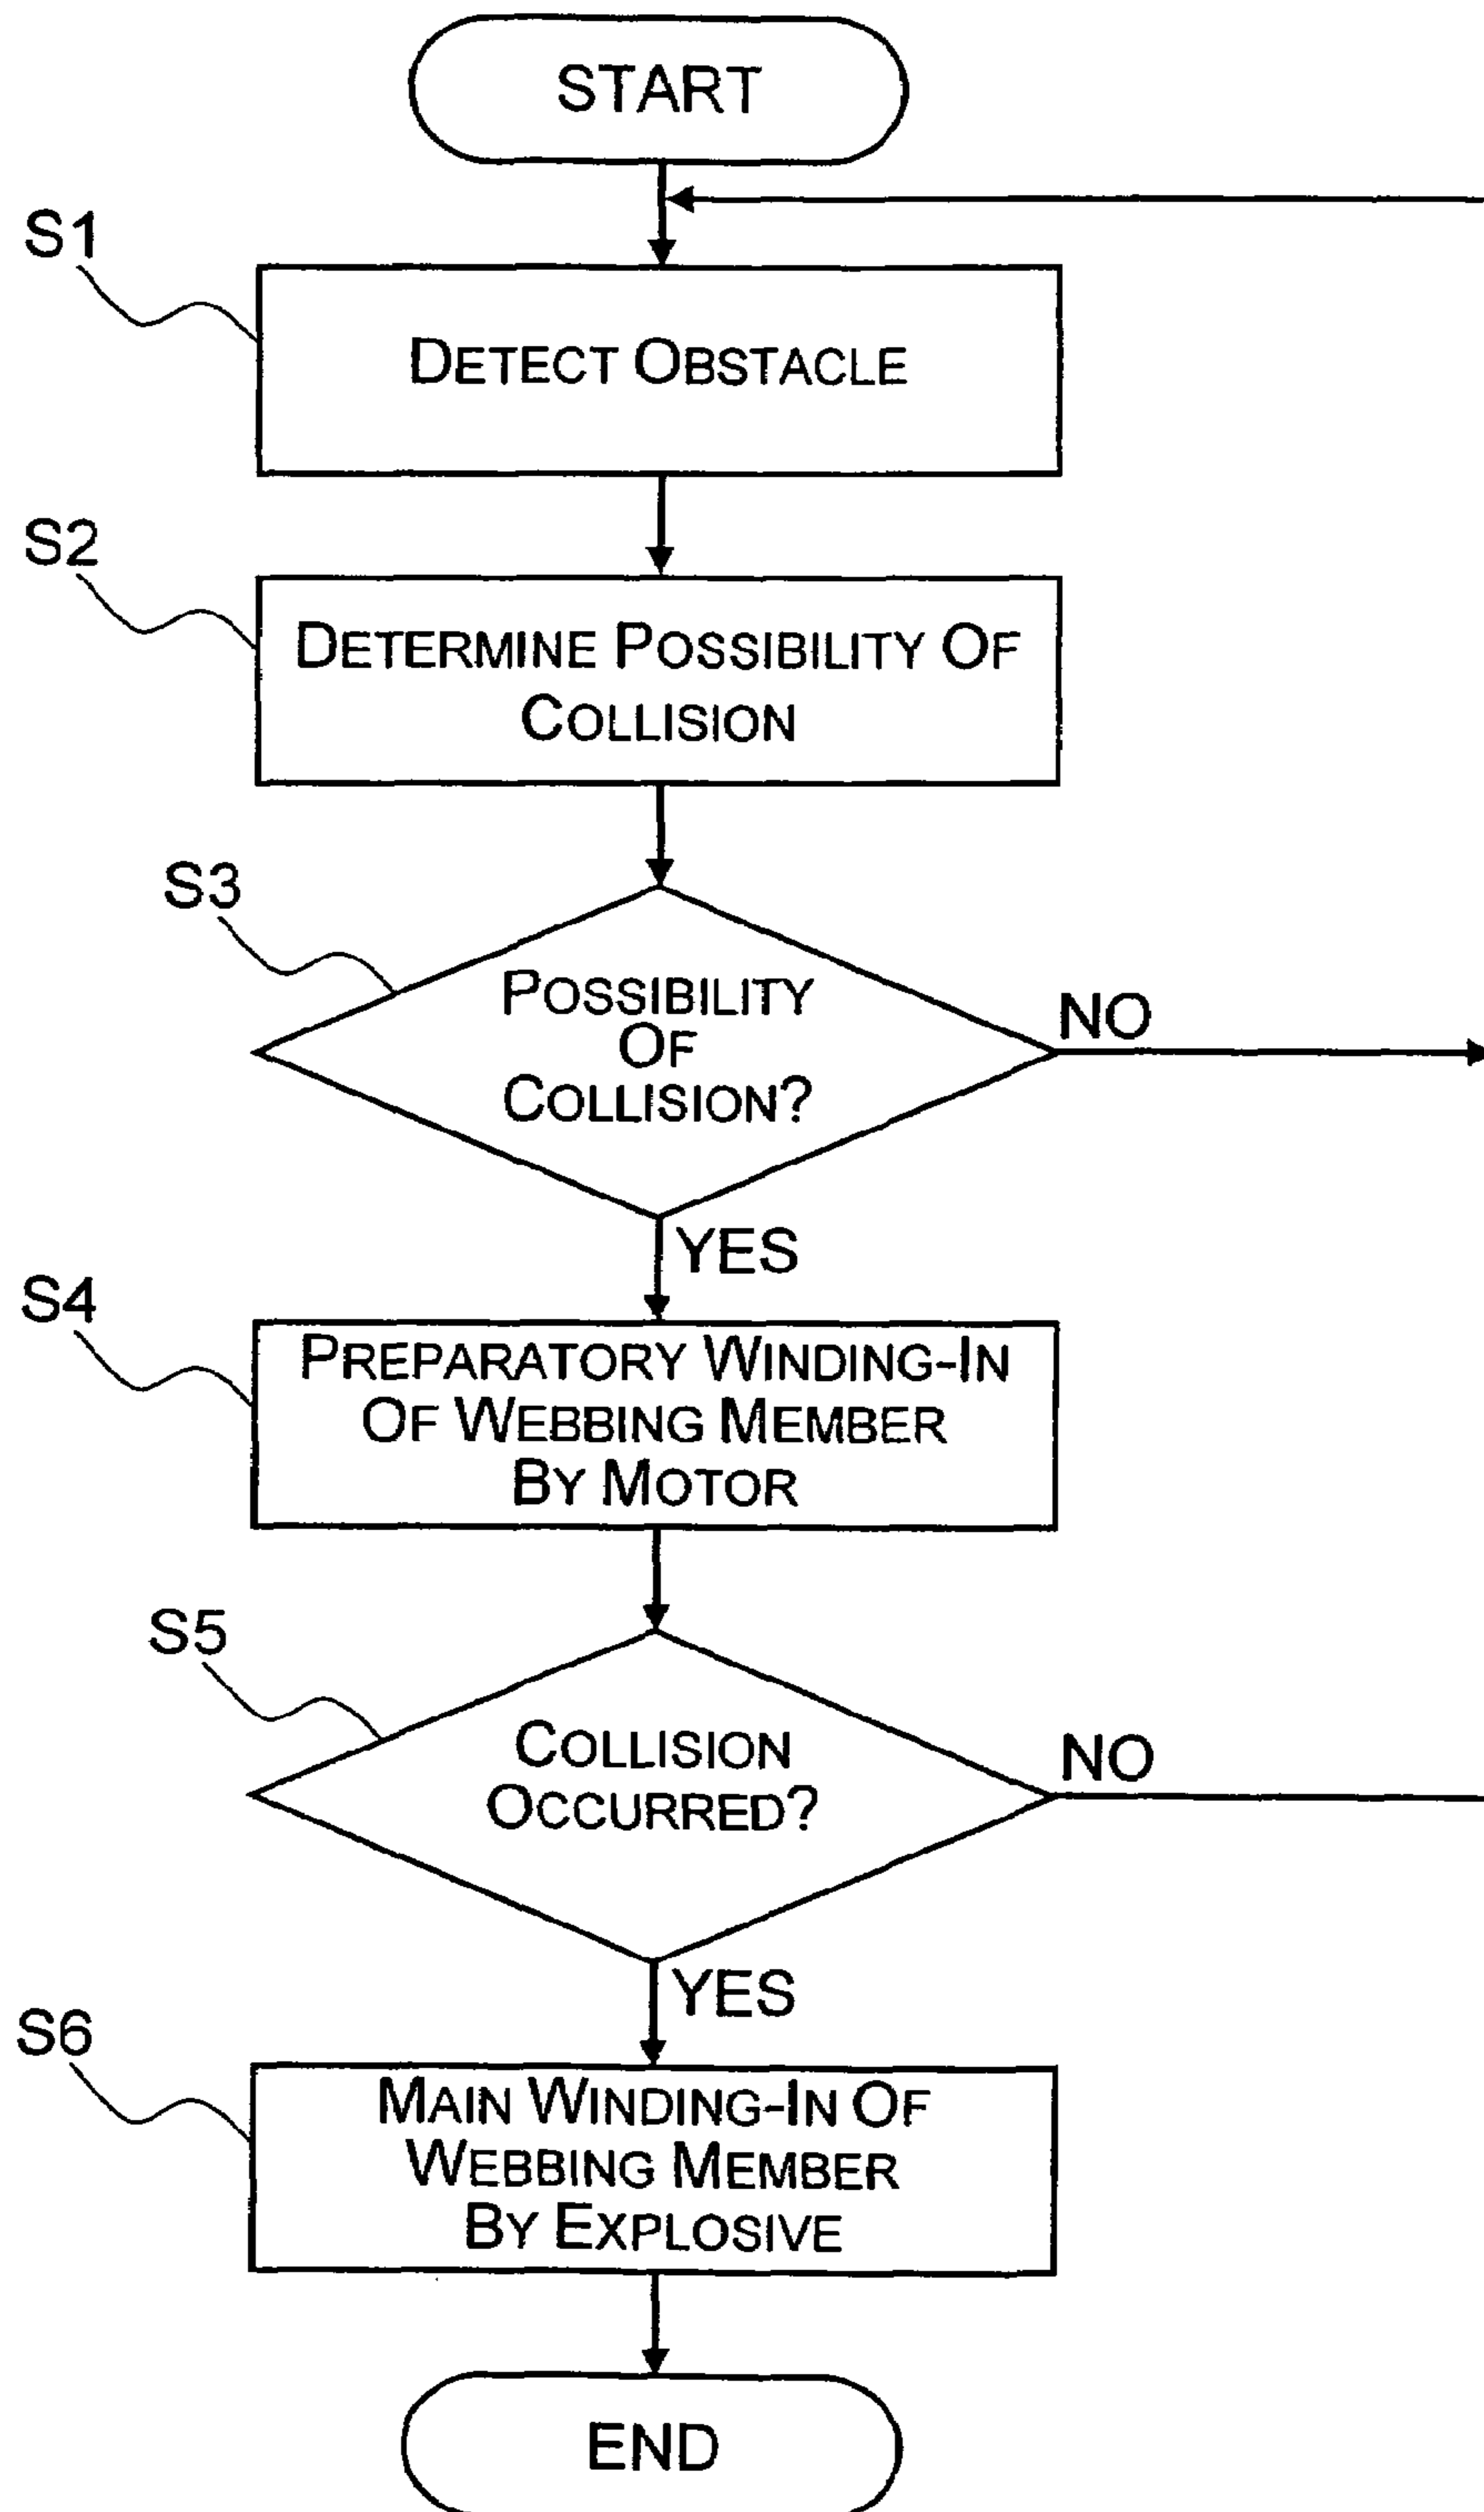 START
S1
DETECT OBSTACLE
S2
DETERMINE POSSIBILITY OF
COLLISION
S3
POSSIBILITY
OF
COLLISION?
NO
YES
S4
PREPARATORY WINDING-IN
OF WEBBING MEMBER
BY MOTOR
S5
COLLISION
OCCURRED?
NO
YES
S6
MAIN WINDING-IN OF
WEBBING MEMBER
BY EXPLOSIVE
END